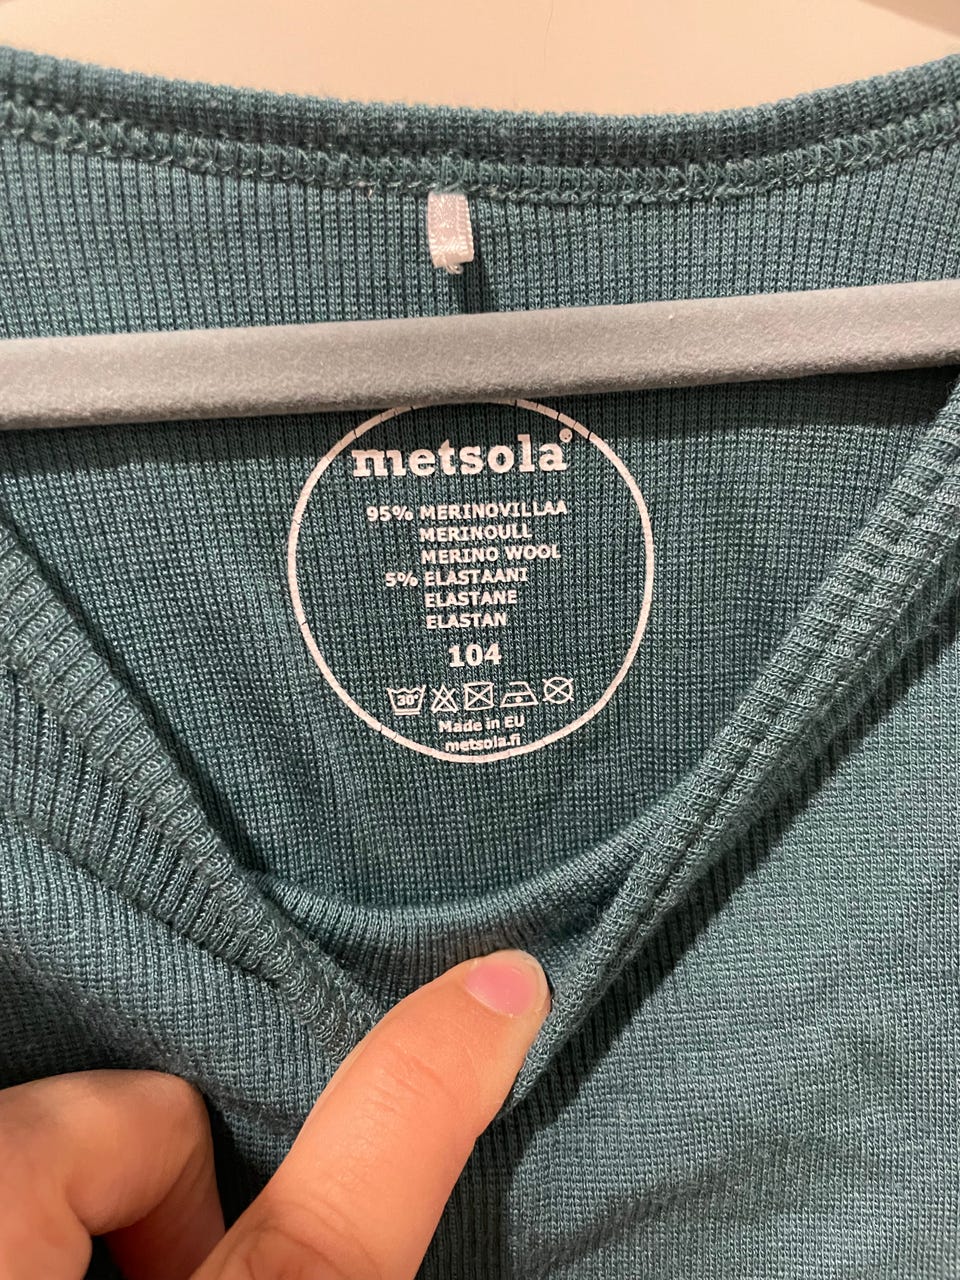 metsola®
95% MERINOVILLAA
MERINOULL
MERINO WOOL
5% ELASTAANI
ELASTANE
ELASTAN
104
30°
Made in EU
metsola.fi